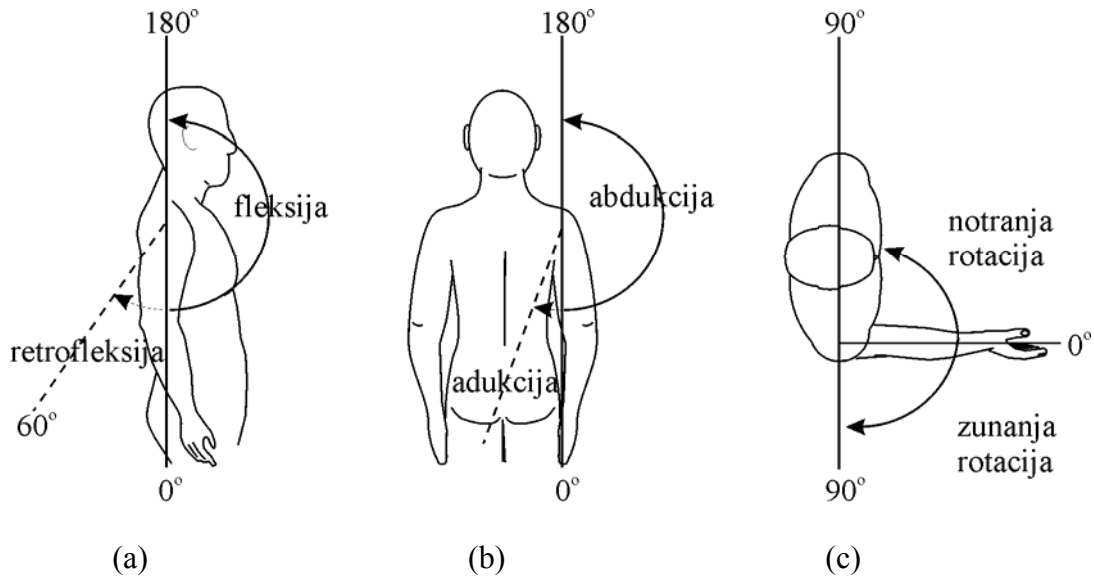 180°
fleksija
retrofleksija
60°
0°
(a)
180°
abdukcija
adukcija
0°
(b)
90°
notranja
rotacija
0°
zunanja
rotacija
90°
(c)